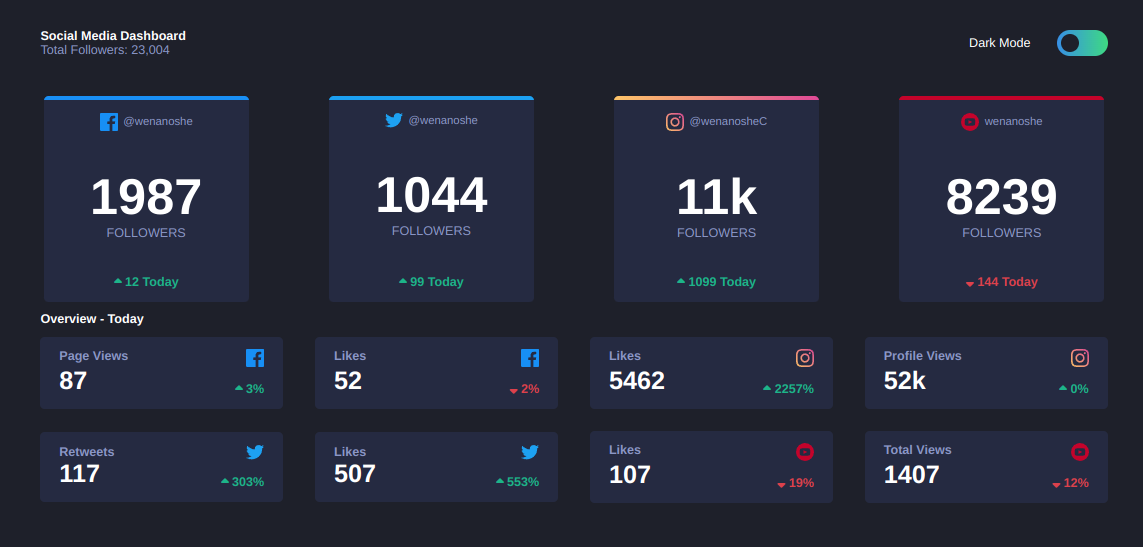 Social Media Dashboard
Total Followers: 23,004
Dark Mode
@wenanoshe
1987
FOLLOWERS
12 Today
@wenanoshe
1044
FOLLOWERS
99 Today
@wenanosheC
11k
FOLLOWERS
1099 Today
wenanoshe
8239
FOLLOWERS
144 Today
Overview - Today
Page Views
87
3%
Likes
52
2%
Likes
5462
2257%
Profile Views
52k
0%
Retweets
117
303%
Likes
507
553%
Likes
107
19%
Total Views
1407
12%